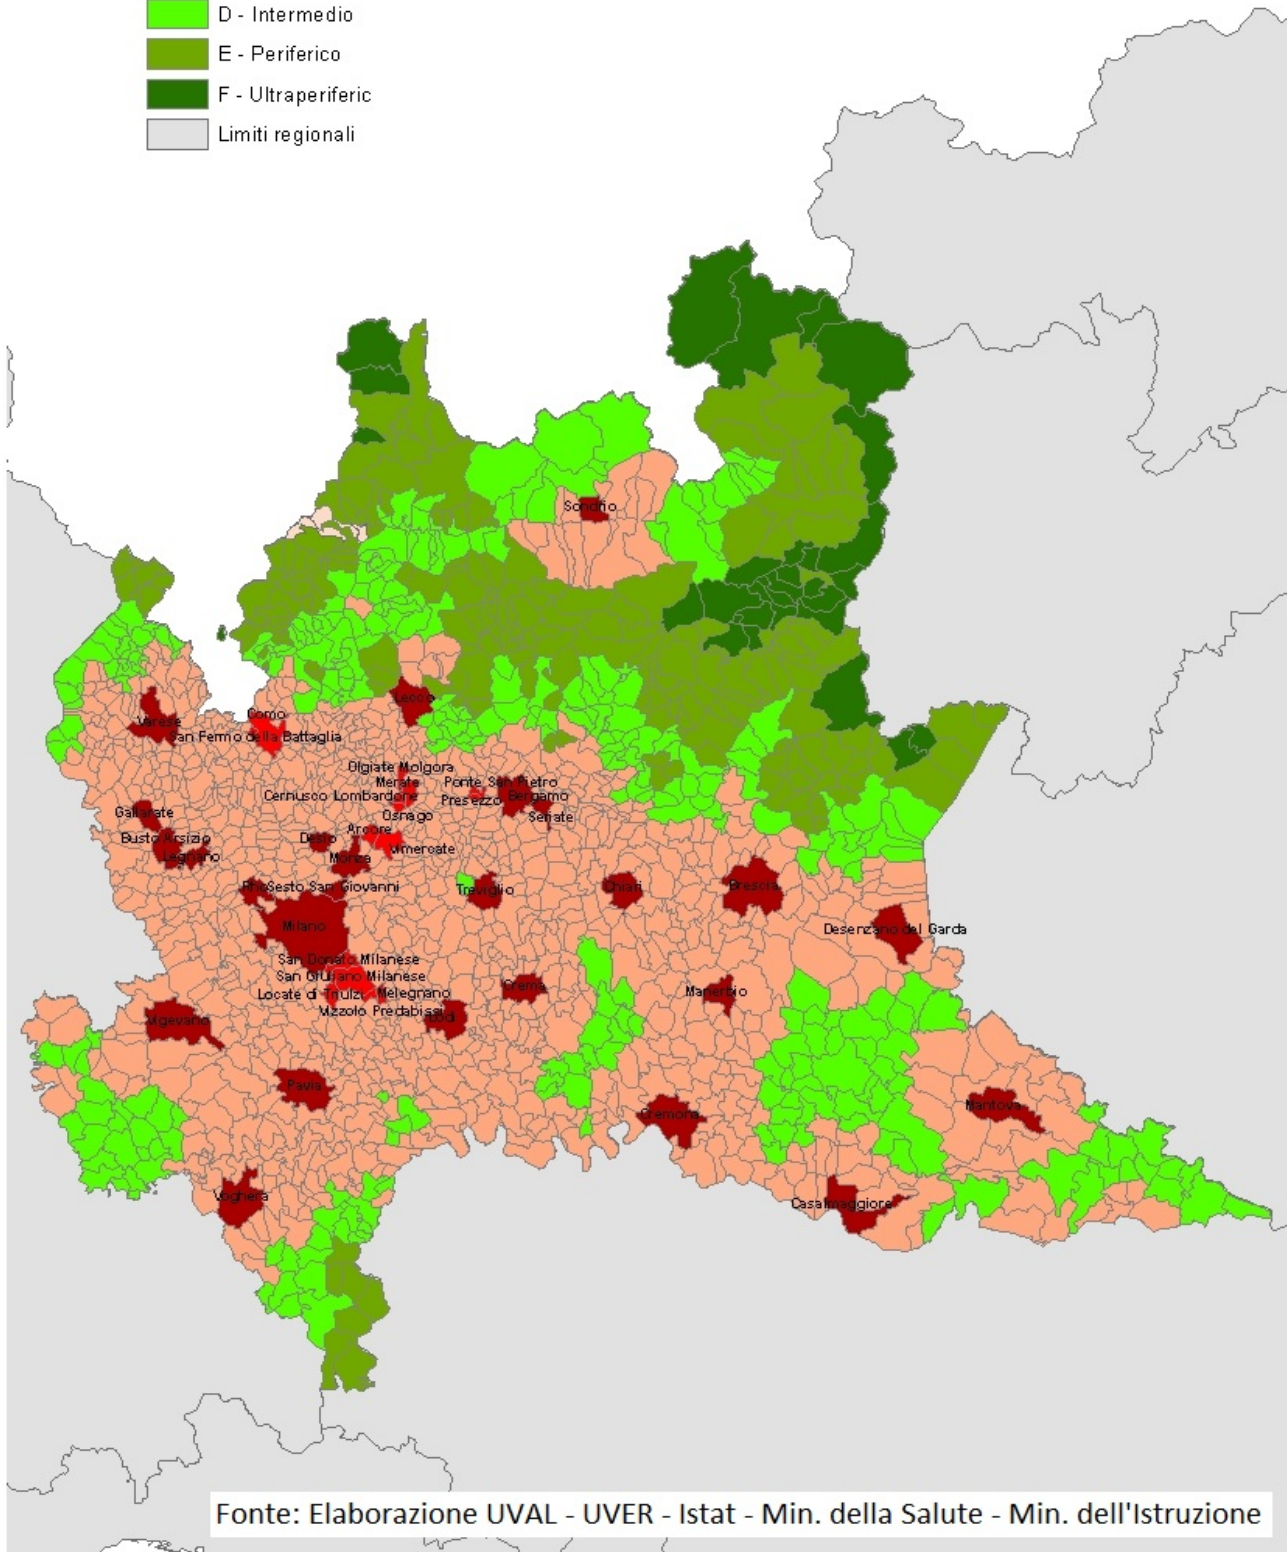 D - Intermedio
E - Periferico
F - Ultraperiferic
Limiti regionali
Sondrio
Lecco
Como
Varese
San Fermo della Battaglia
Olgiate Molgora
Merate
Ponte San Pietro
Cernusco Lombardone
Presezzo
Bergamo
Gallarate
Osnago
Seriate
Arcore
Busto Arsizio
Desio
Vimercate
Legnano
Monza
Rho
Sesto San Giovanni
Treviglio
Chiari
Brescia
Milano
Desenzano del Garda
San Donato Milanese
San Giuliano Milanese
Crema
Manerbio
Locate di Triulzi
Melegnano
Vizzolo Predabissi
Lodi
Vigevano
Pavia
Cremona
Mantova
Voghera
Casalmaggiore
Fonte: Elaborazione UVAL - UVER - Istat - Min. della Salute - Min. dell'Istruzione